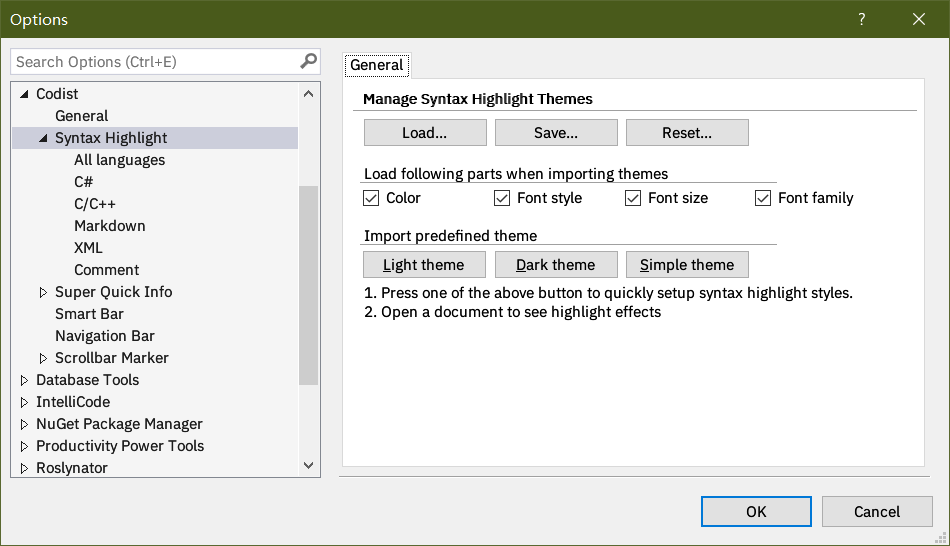 Options
?
Search Options (Ctrl+E)
Codist
General
Syntax Highlight
All languages
C#
C/C++
Markdown
XML
Comment
Super Quick Info
Smart Bar
Navigation Bar
Scrollbar Marker
Database Tools
IntelliCode
NuGet Package Manager
Productivity Power Tools
Roslynator
General
Manage Syntax Highlight Themes
Load... Save... Reset...
Load following parts when importing themes
Color Font style Font size Font family
Import predefined theme
Light theme Dark theme Simple theme
1. Press one of the above button to quickly setup syntax highlight styles.
2. Open a document to see highlight effects
OK Cancel